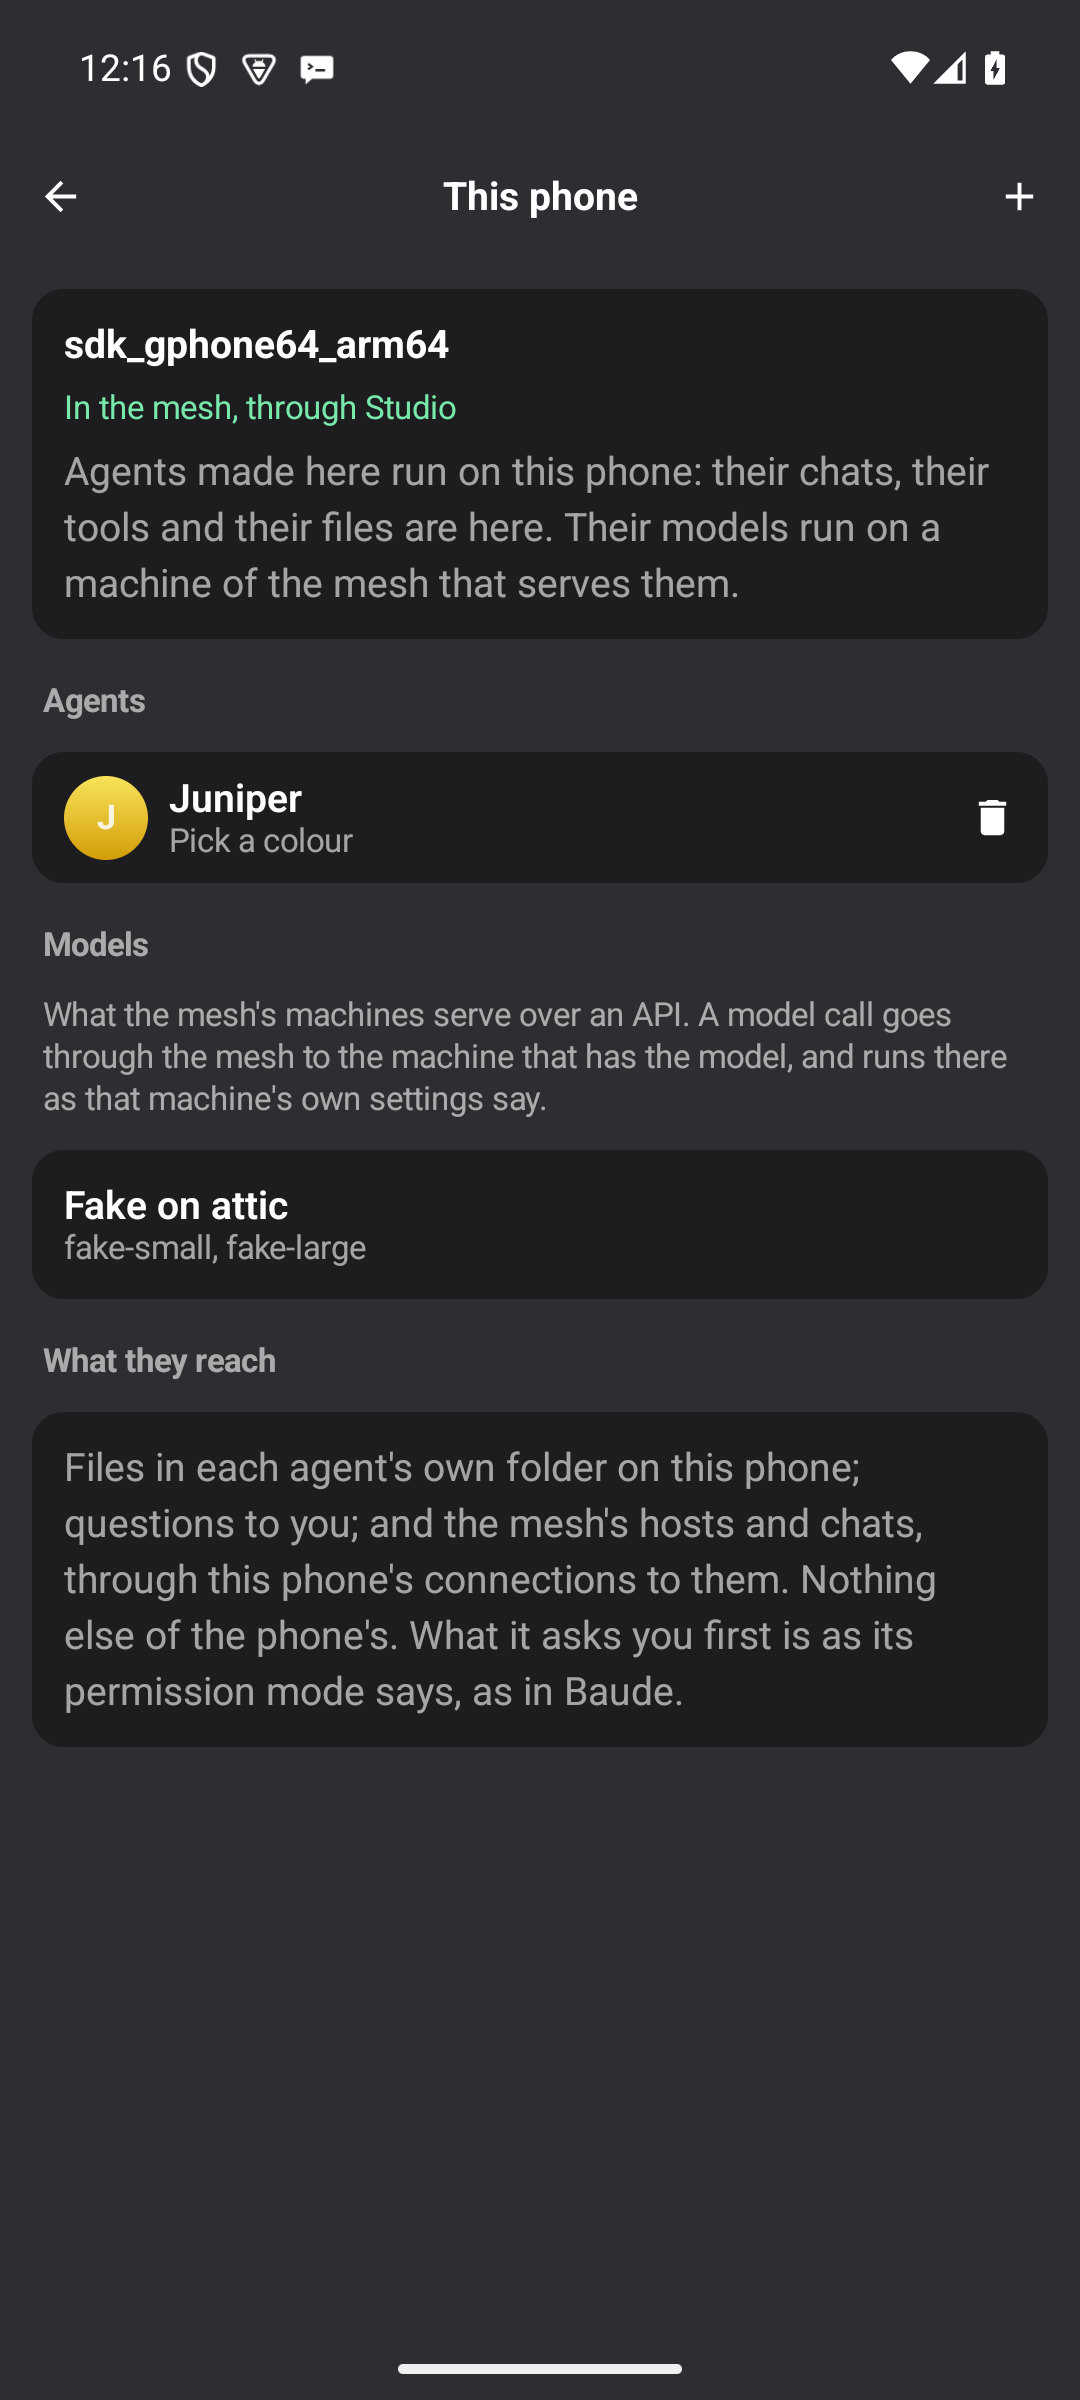 12:16
This phone
sdk_gphone64_arm64
In the mesh, through Studio
Agents made here run on this phone: their chats, their
tools and their files are here. Their models run on a
machine of the mesh that serves them.
Agents
J
Juniper
Pick a colour
Models
What the mesh's machines serve over an API. A model call goes
through the mesh to the machine that has the model, and runs there
as that machine's own settings say.
Fake on attic
fake-small, fake-large
What they reach
Files in each agent's own folder on this phone;
questions to you; and the mesh's hosts and chats,
through this phone's connections to them. Nothing
else of the phone's. What it asks you first is as its
permission mode says, as in Baude.